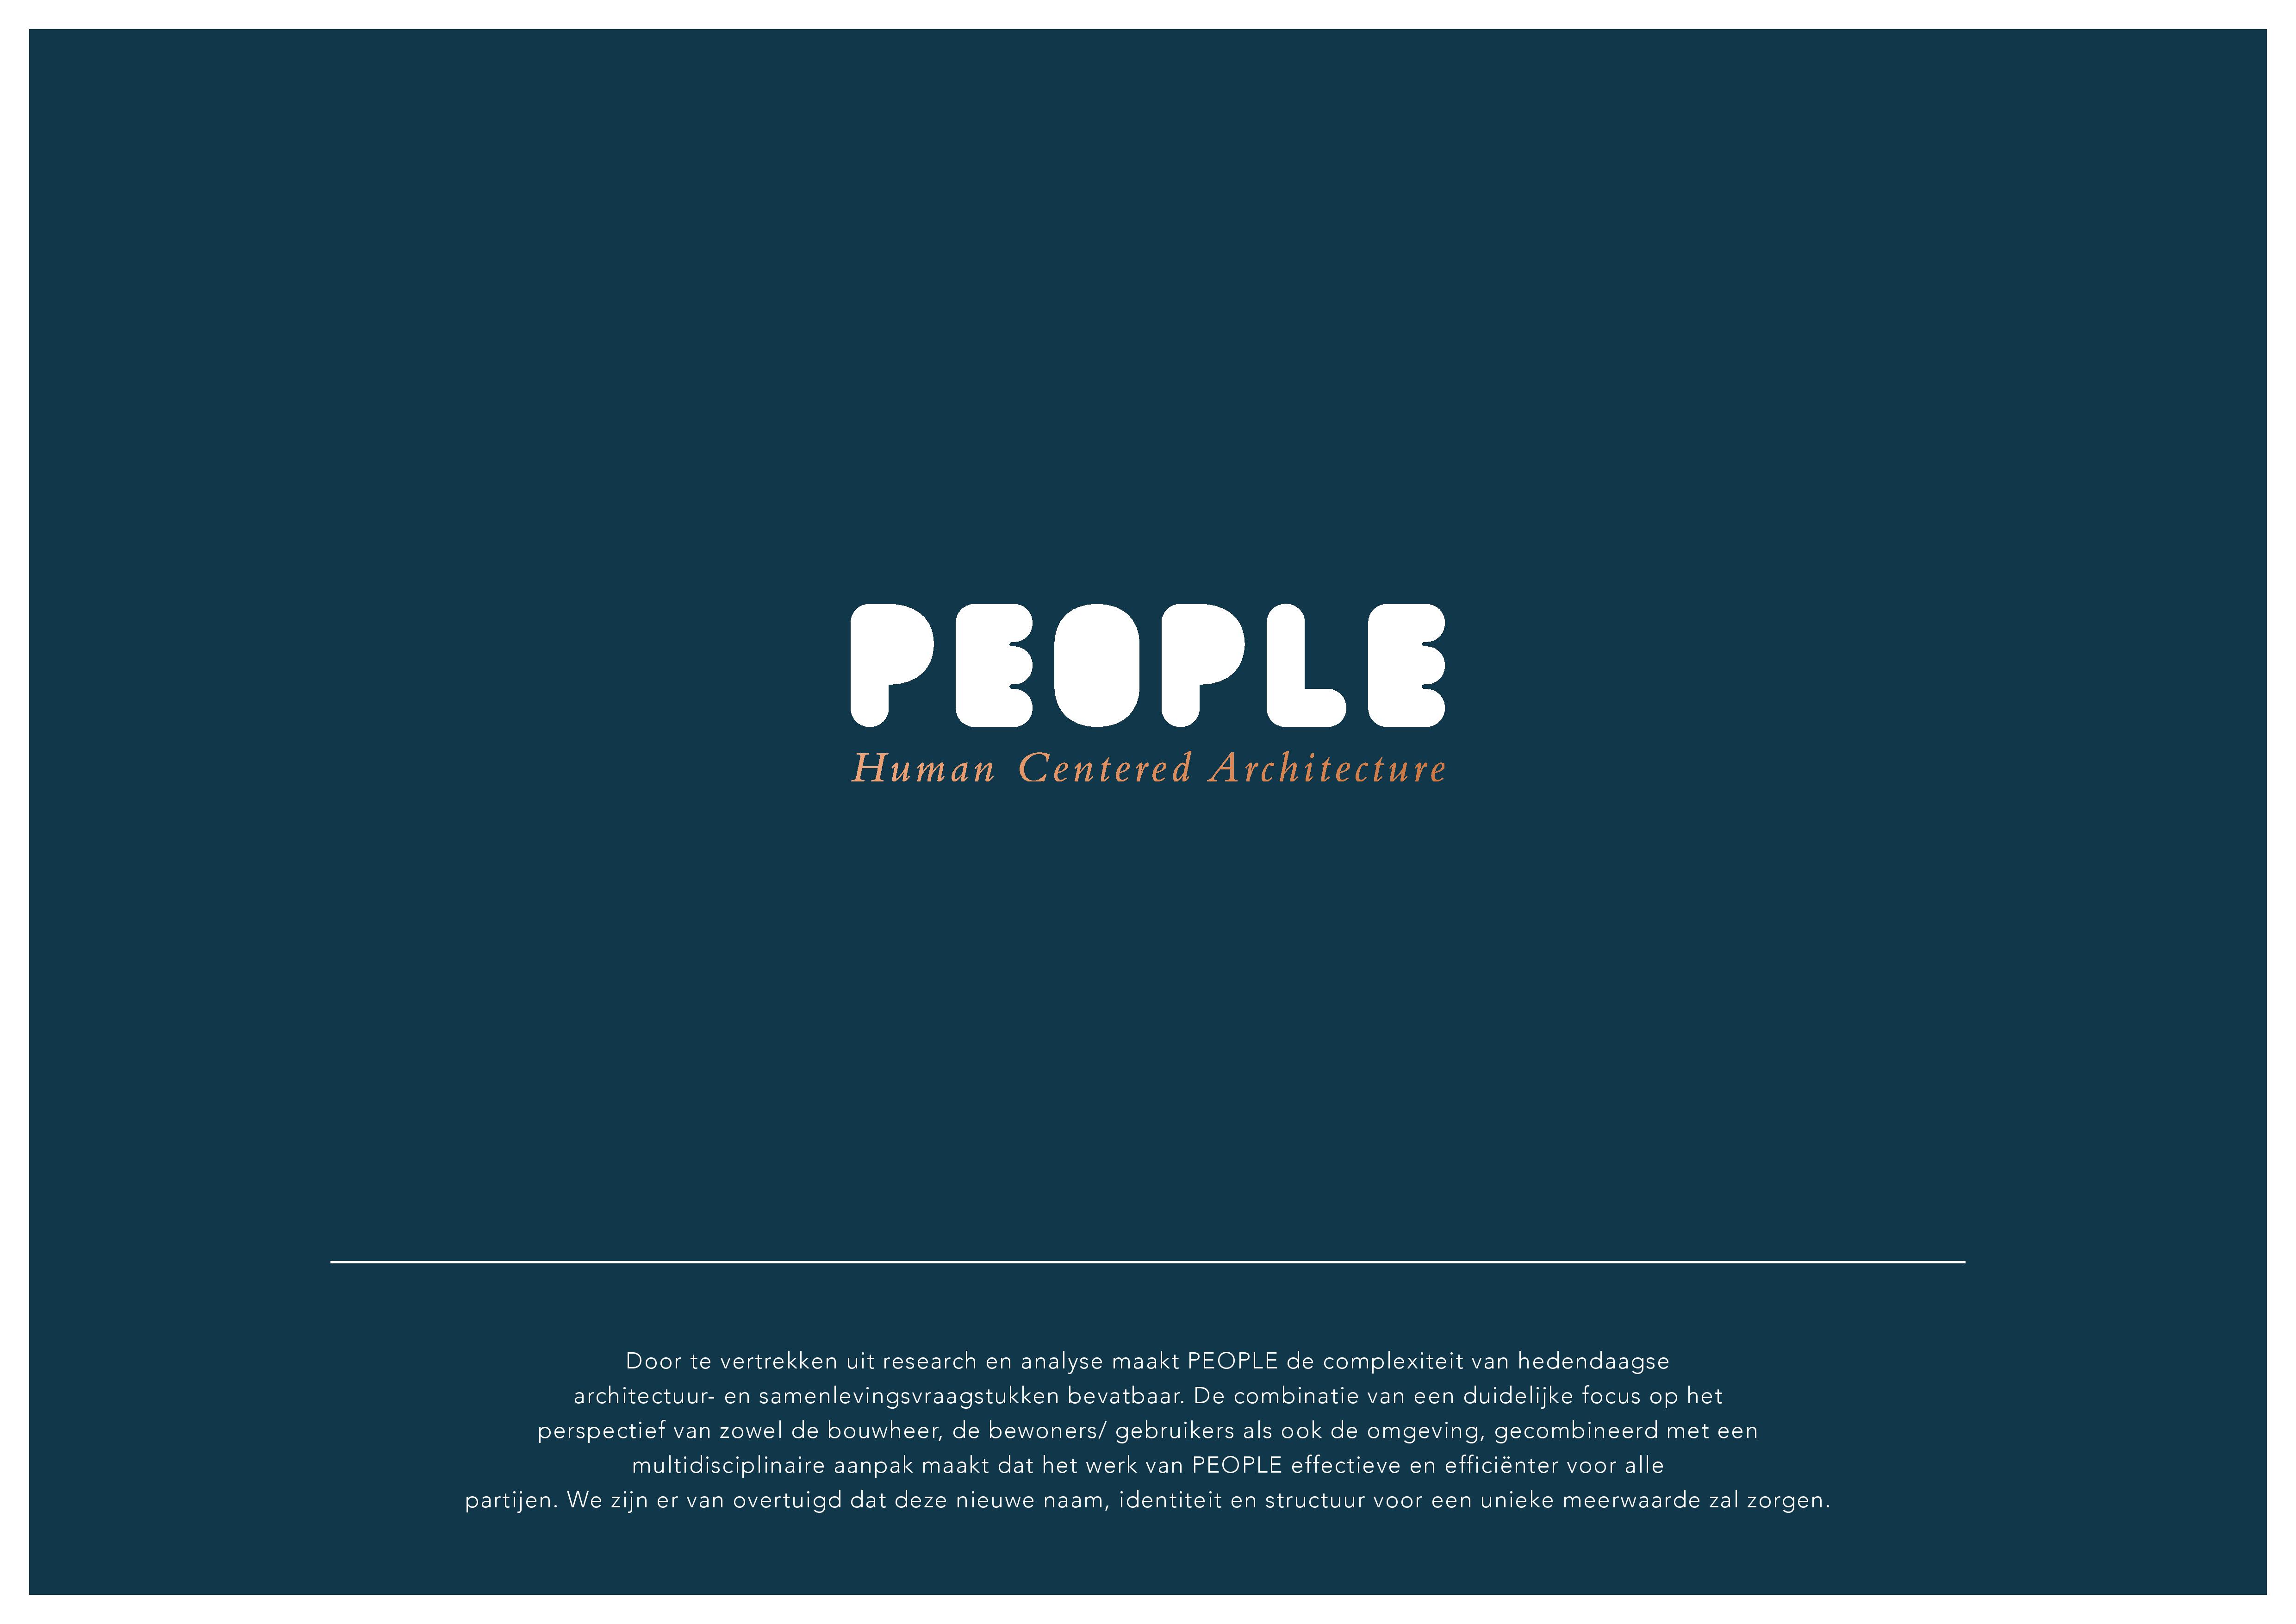 PEOPLE
Human Centered Architecture
Door te vertrekken uit research en analyse maakt PEOPLE de complexiteit van hedendaagse
architectuur- en samenlevingsvraagstukken bevatbaar. De combinatie van een duidelijke focus op het
perspectief van zowel de bouwheer, de bewoners/ gebruikers als ook de omgeving, gecombineerd met een
multidisciplinaire aanpak maakt dat het werk van PEOPLE effectieve en efficiënter voor alle
partijen. We zijn er van overtuigd dat deze nieuwe naam, identiteit en structuur voor een unieke meerwaarde zal zorgen.